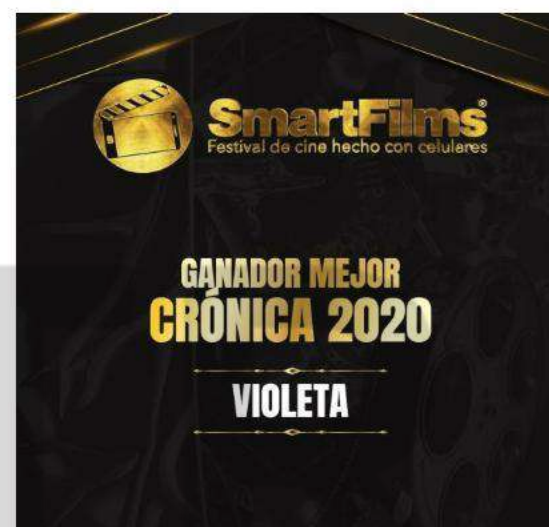 SmartFilms®
Festival de cine hecho con celulares
GANADOR MEJOR
CRÓNICA 2020
VIOLETA